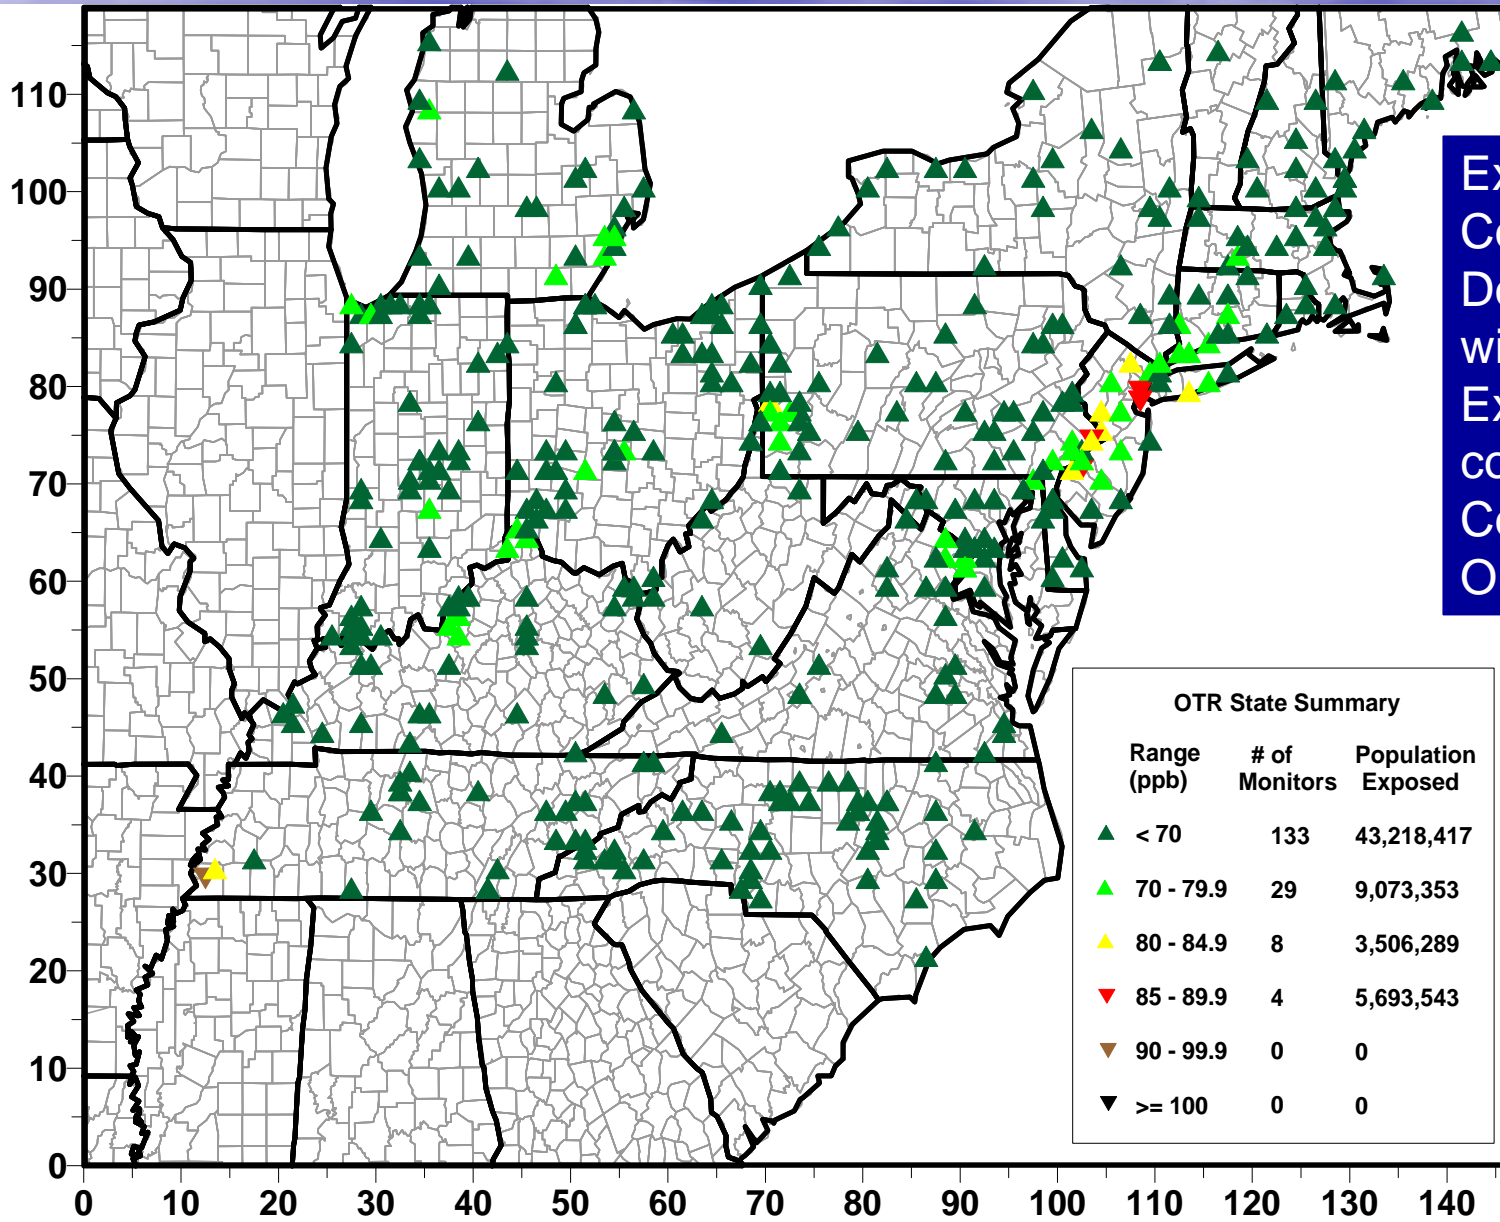 110
100
90
80
70
60
50
40
30
20
10
0
0 10 20 30 40 50 60 70 80 90 100 110 120 130 140
OTR State Summary
Range (ppb) # of Monitors Population Exposed
< 70 133 43,218,417
70 - 79.9 29 9,073,353
80 - 84.9 8 3,506,289
85 - 89.9 4 5,693,543
90 - 99.9 0 0
>= 100 0 0